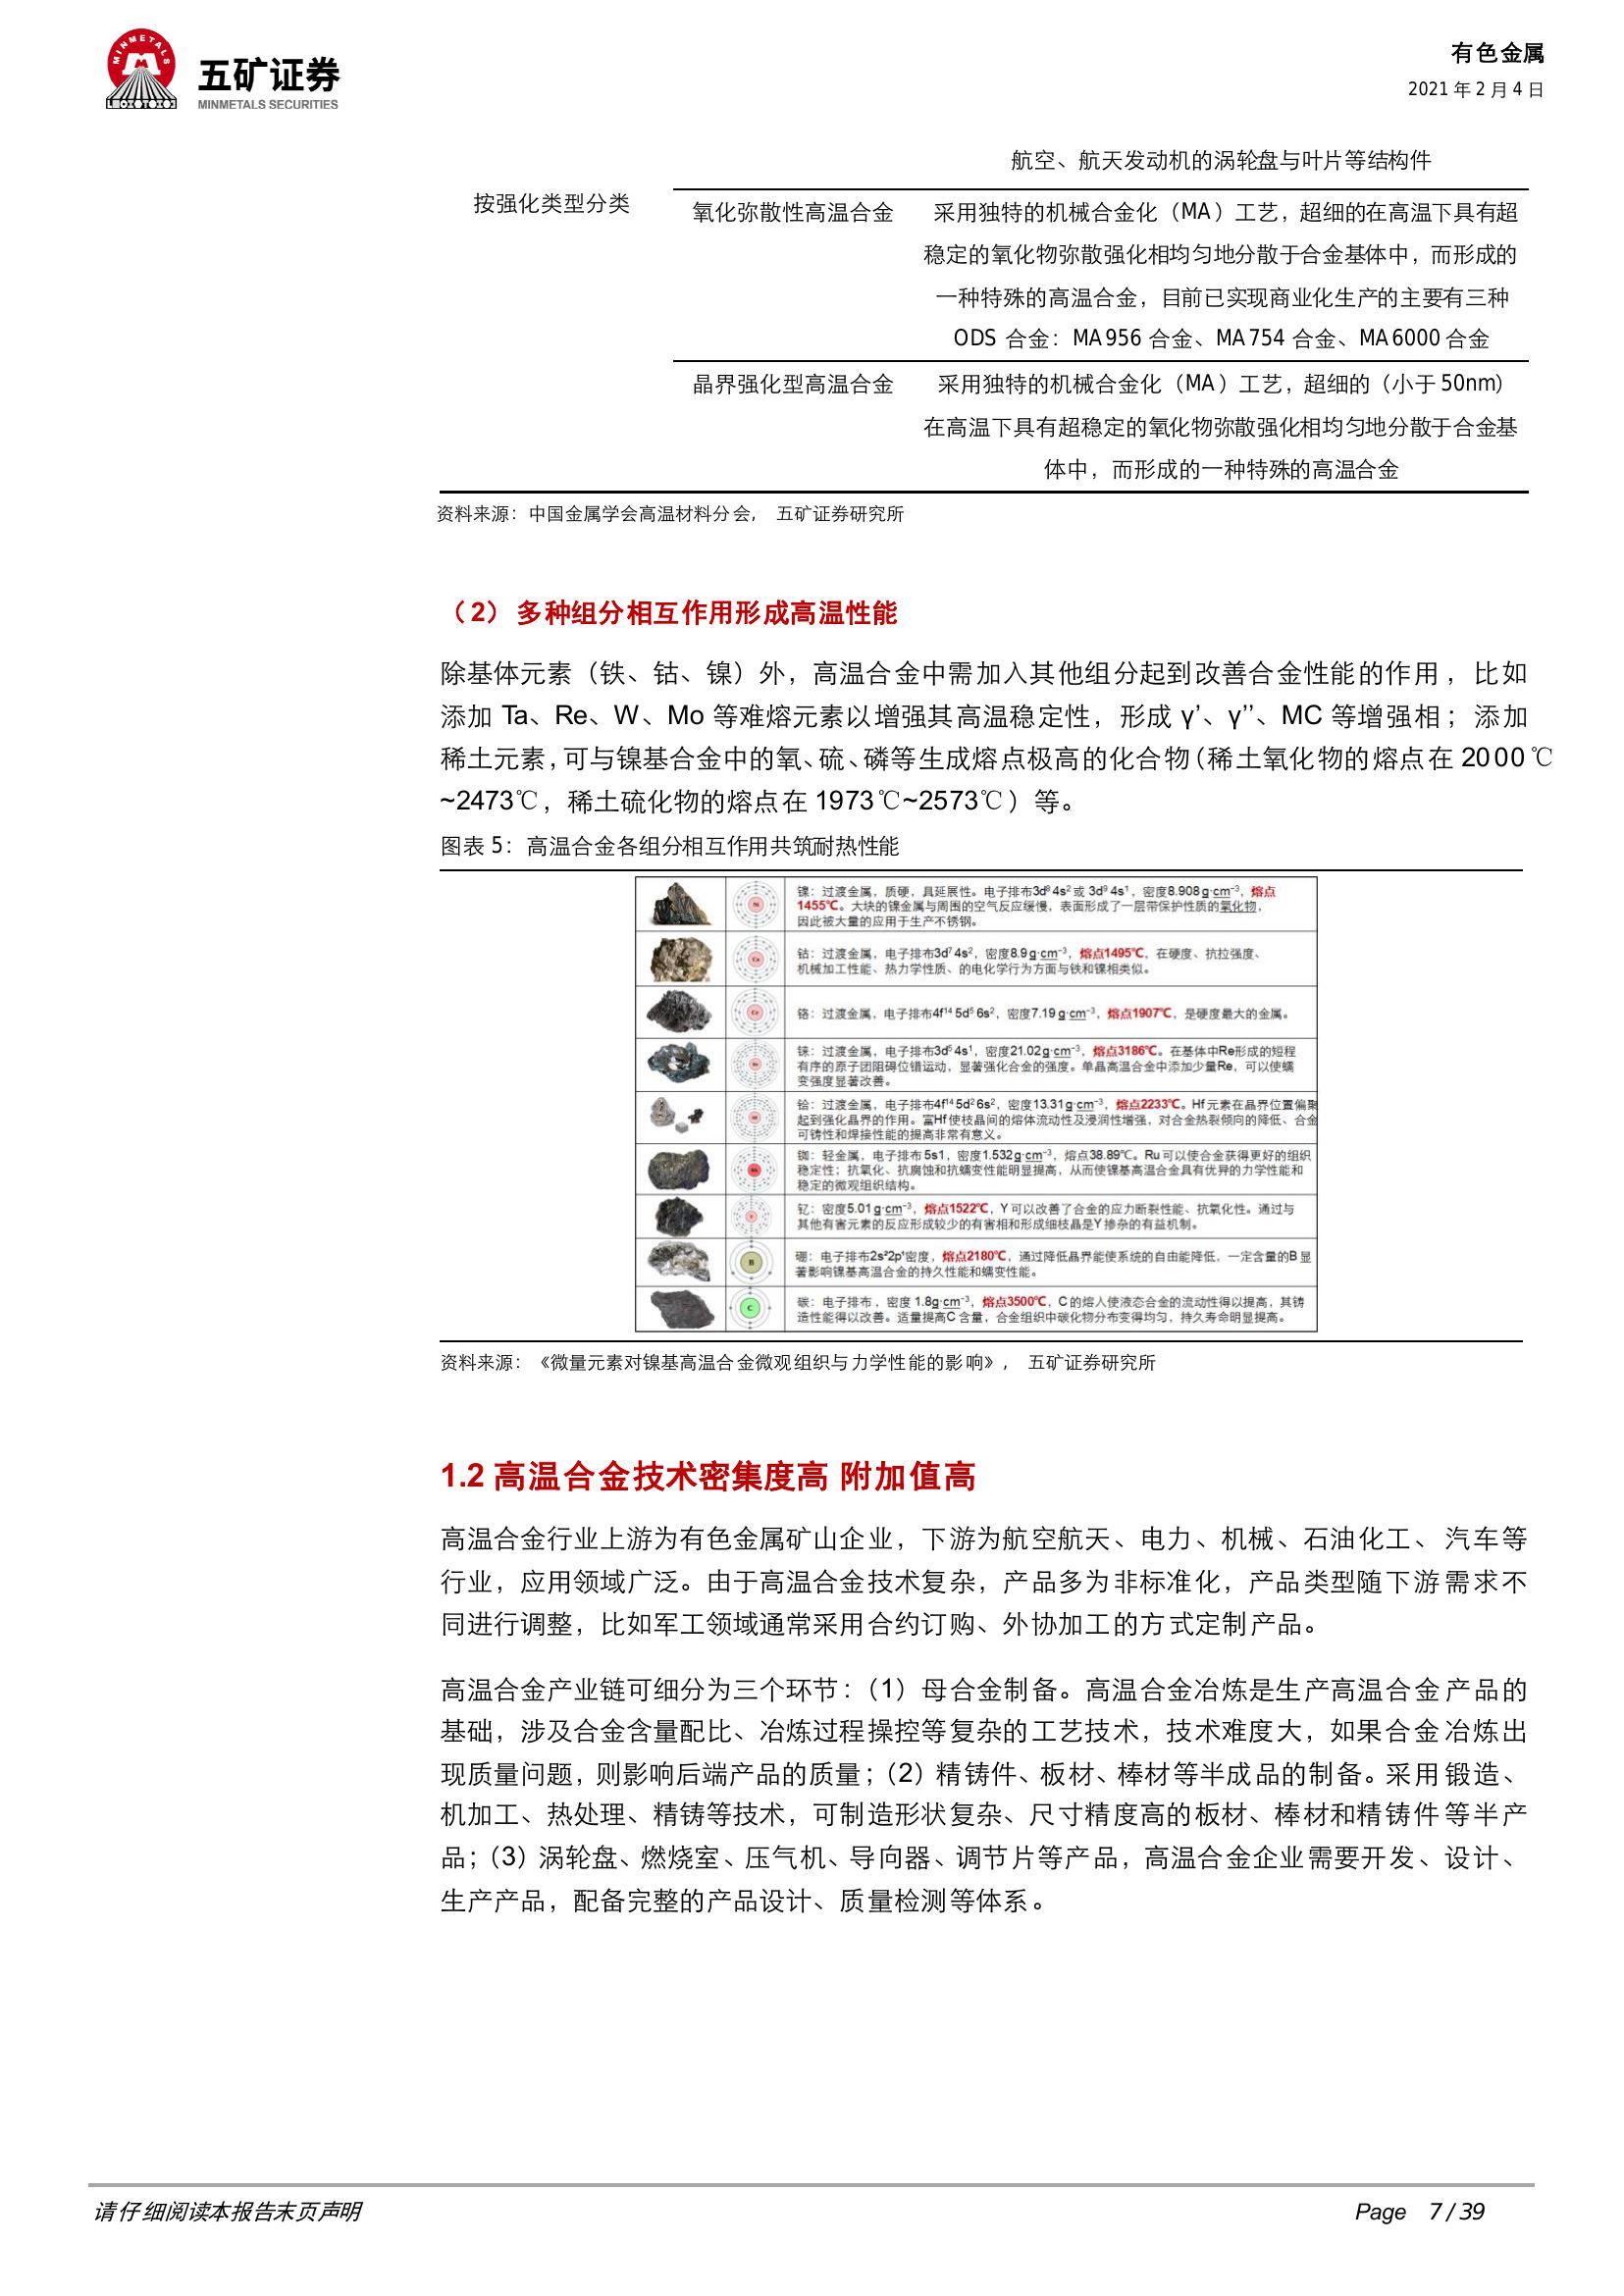 MINMETALS
五矿证券
MINMETALS SECURITIES
有色金属
2021 年 2 月 4 日
航空、航天发动机的涡轮盘与叶片等结构件
按强化类型分类
氧化弥散性高温合金
采用独特的机械合金化（MA）工艺，超细的在高温下具有超
稳定的氧化物弥散强化相均匀地分散于合金基体中，而形成的
一种特殊的高温合金，目前已实现商业化生产的主要有三种
ODS 合金：MA956 合金、MA754 合金、MA6000 合金
晶界强化型高温合金
采用独特的机械合金化（MA）工艺，超细的（小于 50nm）
在高温下具有超稳定的氧化物弥散强化相均匀地分散于合金基
体中，而形成的一种特殊的高温合金
资料来源：中国金属学会高温材料分会， 五矿证券研究所
（2）多种组分相互作用形成高温性能
除基体元素（铁、钴、镍）外，高温合金中需加入其他组分起到改善合金性能的作用，比如
添加 Ta、Re、W、Mo 等难熔元素以增强其高温稳定性，形成 γ’、γ’’、MC 等增强相；添加
稀土元素，可与镍基合金中的氧、硫、磷等生成熔点极高的化合物（稀土氧化物的熔点在 2000℃
~2473℃，稀土硫化物的熔点在 1973℃~2573℃）等。
图表 5：高温合金各组分相互作用共筑耐热性能
镍：过渡金属，质硬，具延展性。电子排布3d⁸ 4s² 或 3d⁹ 4s¹，密度8.908 g·cm⁻³，熔点
1455℃。大块的镍金属与周围的空气反应缓慢，表面形成了一层带保护性质的氧化物，
因此被大量的应用于生产不锈钢。
钴：过渡金属，电子排布3d⁷ 4s²，密度8.9 g·cm⁻³，熔点1495℃，在硬度、抗拉强度、
机械加工性能、热力学性质、的电化学行为方面与铁和镍相类似。
铬：过渡金属，电子排布4f¹⁴ 5d⁵ 6s²，密度7.19 g·cm⁻³，熔点1907℃，是硬度最大的金属。
铼：过渡金属，电子排布3d⁵ 4s¹，密度21.02 g·cm⁻³，熔点3186℃。在基体中Re形成的短程
有序的原子团阻碍位错运动，显著强化合金的强度。单晶高温合金中添加少量Re，可以使蠕
变强度显著改善。
铪：过渡金属，电子排布4f¹⁴ 5d² 6s²，密度13.31 g·cm⁻³，熔点2233℃。Hf 元素在晶界位置偏聚
起到强化晶界的作用。富Hf 使枝晶间的熔体流动性及浸润性增强，对合金热裂倾向的降低、合金
可铸性和焊接性能的提高非常有意义。
铷：轻金属，电子排布 5s1，密度1.532 g·cm⁻³，熔点38.89℃。Ru 可以使合金获得更好的组织
稳定性；抗氧化、抗腐蚀和抗蠕变性能明显提高，从而使镍基高温合金具有优异的力学性能和
稳定的微观组织结构。
钇：密度5.01 g·cm⁻³，熔点1522℃，Y 可以改善了合金的应力断裂性能、抗氧化性。通过与
其他有害元素的反应形成较少的有害相和形成细枝晶是Y 掺杂的有益机制。
B
硼：电子排布2s²2p¹密度，熔点2180℃，通过降低晶界能使系统的自由能降低，一定含量的B 显
著影响镍基高温合金的持久性能和蠕变性能。
C
碳：电子排布，密度 1.8g·cm⁻³，熔点3500℃，C 的熔入使液态合金的流动性得以提高，其铸
造性能得以改善。适量提高C 含量，合金组织中碳化物分布变得均匀，持久寿命明显提高。
资料来源：《微量元素对镍基高温合金微观组织与力学性能的影响》， 五矿证券研究所
1.2 高温合金技术密集度高 附加值高
高温合金行业上游为有色金属矿山企业，下游为航空航天、电力、机械、石油化工、汽车等
行业，应用领域广泛。由于高温合金技术复杂，产品多为非标准化，产品类型随下游需求不
同进行调整，比如军工领域通常采用合约订购、外协加工的方式定制产品。
高温合金产业链可细分为三个环节：（1）母合金制备。高温合金冶炼是生产高温合金产品的
基础，涉及合金含量配比、冶炼过程操控等复杂的工艺技术，技术难度大，如果合金冶炼出
现质量问题，则影响后端产品的质量；（2）精铸件、板材、棒材等半成品的制备。采用锻造、
机加工、热处理、精铸等技术，可制造形状复杂、尺寸精度高的板材、棒材和精铸件等半产
品；（3）涡轮盘、燃烧室、压气机、导向器、调节片等产品，高温合金企业需要开发、设计、
生产产品，配备完整的产品设计、质量检测等体系。
请仔细阅读本报告末页声明
Page 7 / 39